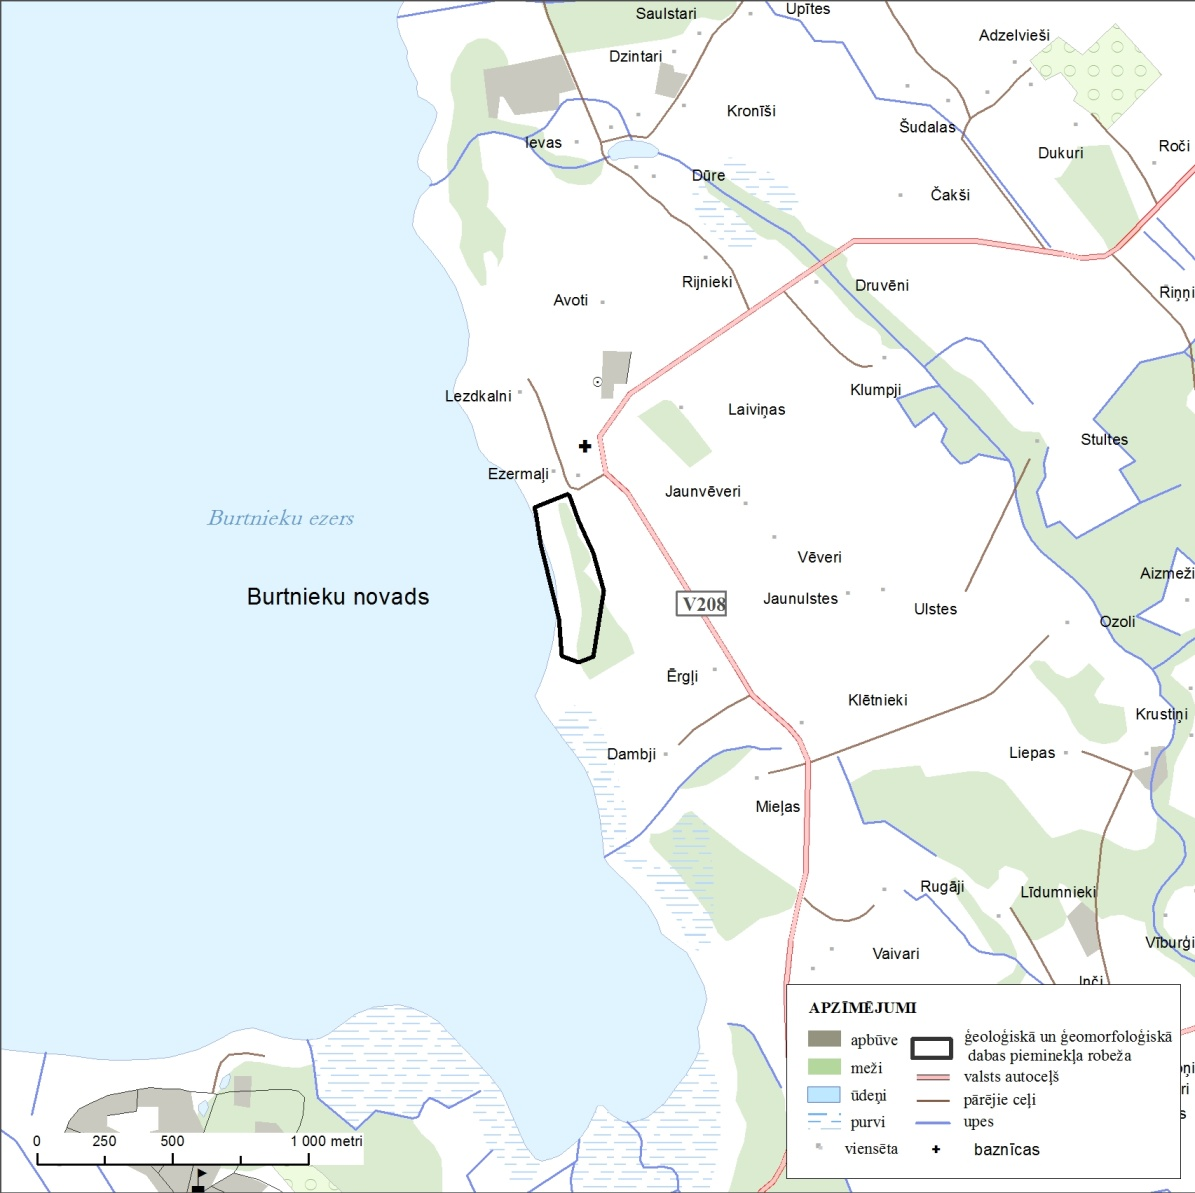 Saulstari
Upītes
Adzelvieši
Dzintari
Kronīši
Šudalas
Ievas
Dukuri
Roči
Dūre
Čakši
Rijnieki
Druvēni
Riņņi
Avoti
Lezdkalni
Klumpji
Laiviņas
Stultes
Ezermaļi
Jaunvēveri
Burtnieku ezers
Vēveri
Aizmeži
Burtnieku novads
Jaunulstes
V208
Ulstes
Ozoli
Ērgļi
Klētnieki
Krustiņi
Dambji
Liepas
Mieļas
Rugāji
Līdumnieki
Vīburģi
Vaivari
Inči
APZĪMĒJUMI
apbūve
meži
ūdeņi
purvi
viensēta
ģeoloģiskā un ģeomorfoloģiskā
dabas pieminekļa robeža
valsts autoceļš
pārējie ceļi
upes
baznīcas
0 250 500 1 000 metri